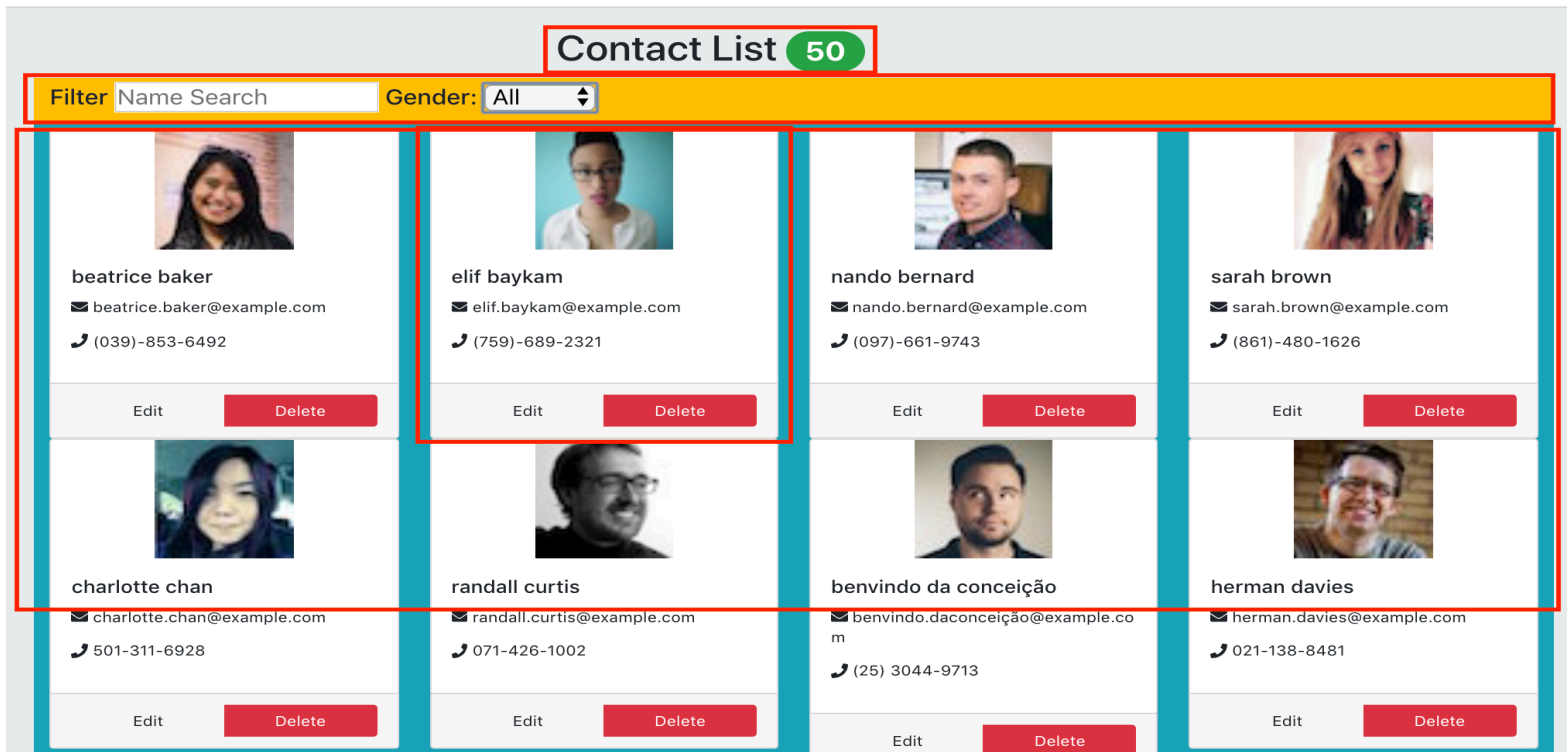 Contact List 50
Filter Name Search Gender: All
beatrice baker
beatrice.baker@example.com
(039)-853-6492
Edit Delete
elif baykam
elif.baykam@example.com
(759)-689-2321
Edit Delete
nando bernard
nando.bernard@example.com
(097)-661-9743
Edit Delete
sarah brown
sarah.brown@example.com
(861)-480-1626
Edit Delete
charlotte chan
charlotte.chan@example.com
501-311-6928
Edit Delete
randall curtis
randall.curtis@example.com
071-426-1002
Edit Delete
benvindo da conceição
benvindo.daconceição@example.co
m
(25) 3044-9713
Edit Delete
herman davies
herman.davies@example.com
021-138-8481
Edit Delete